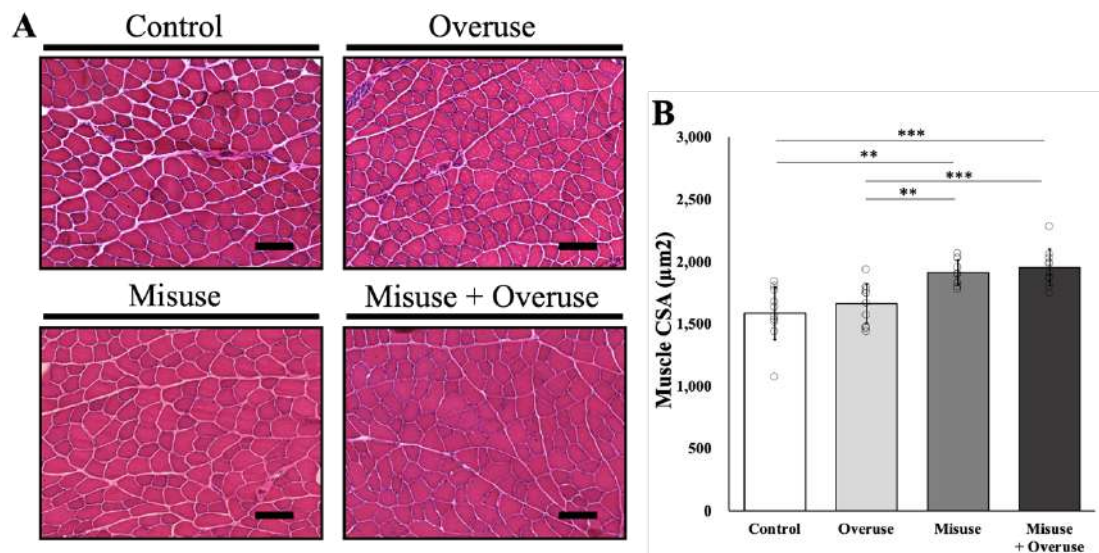 A
Control
Overuse
Misuse
Misuse + Overuse
B
Muscle CSA (µm2)
3,000
2,500
2,000
1,500
1,000
500
0
***
**
***
**
Control
Overuse
Misuse
Misuse
+ Overuse